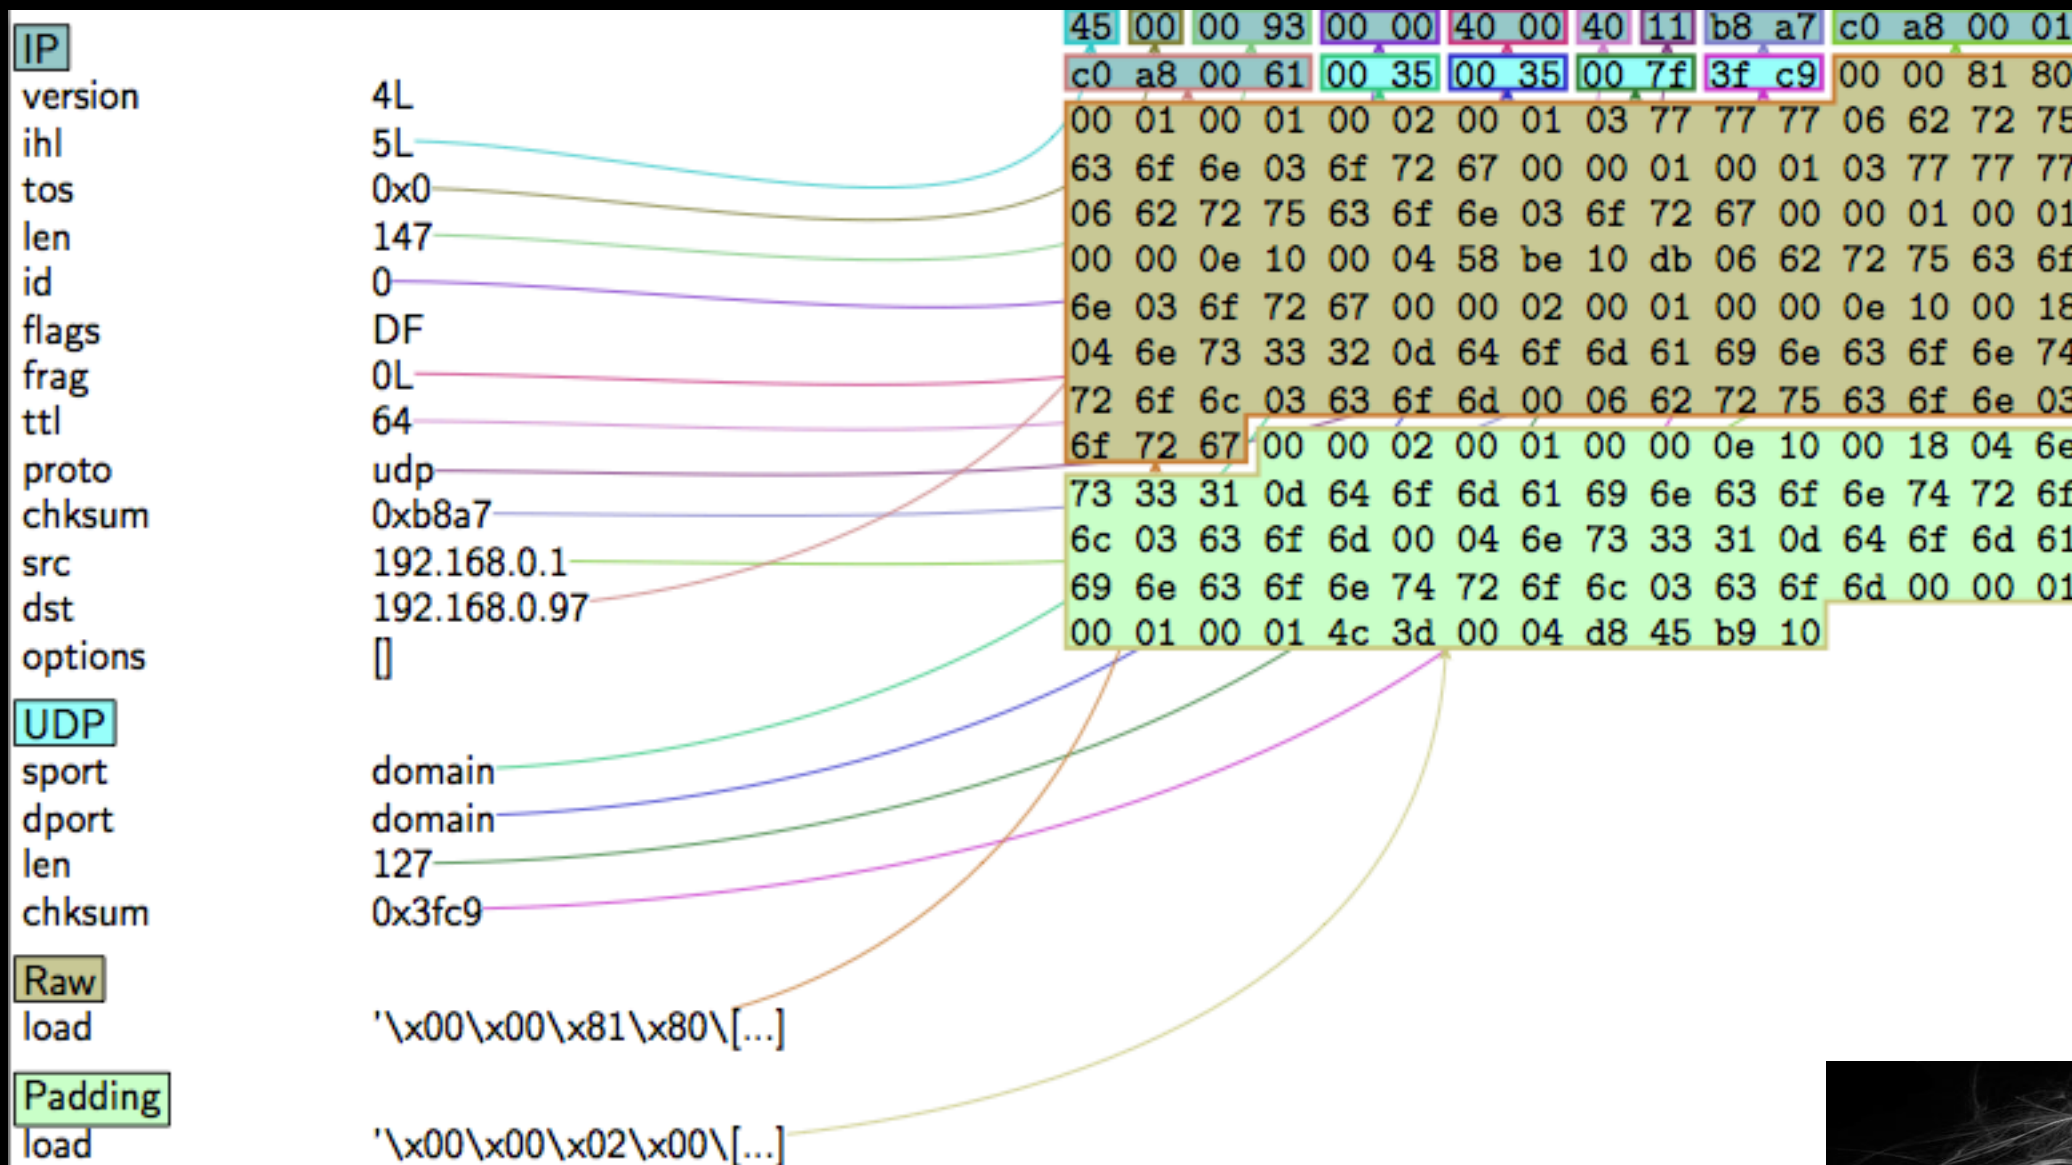 IP
version 4L
ihl 5L
tos 0x0
len 147
id 0
flags DF
frag 0L
ttl 64
proto udp
chksum 0xb8a7
src 192.168.0.1
dst 192.168.0.97
options []
UDP
sport domain
dport domain
len 127
chksum 0x3fc9
Raw
load '\x00\x00\x81\x80\[...]
Padding
load '\x00\x00\x02\x00\[...]
45 00 00 93 00 00 40 00 40 11 b8 a7 c0 a8 00 01
c0 a8 00 61 00 35 00 35 00 7f 3f c9 00 00 81 80
00 01 00 01 00 02 00 01 03 77 77 77 06 62 72 75
63 6f 6e 03 6f 72 67 00 00 01 00 01 03 77 77 77
06 62 72 75 63 6f 6e 03 6f 72 67 00 00 01 00 01
00 00 0e 10 00 04 58 be 10 db 06 62 72 75 63 6f
6e 03 6f 72 67 00 00 02 00 01 00 00 0e 10 00 18
04 6e 73 33 32 0d 64 6f 6d 61 69 6e 63 6f 6e 74
72 6f 6c 03 63 6f 6d 00 06 62 72 75 63 6f 6e 03
6f 72 67 00 00 02 00 01 00 00 0e 10 00 18 04 6e
73 33 31 0d 64 6f 6d 61 69 6e 63 6f 6e 74 72 6f
6c 03 63 6f 6d 00 04 6e 73 33 31 0d 64 6f 6d 61
69 6e 63 6f 6e 74 72 6f 6c 03 63 6f 6d 00 00 01
00 01 00 01 4c 3d 00 04 d8 45 b9 10